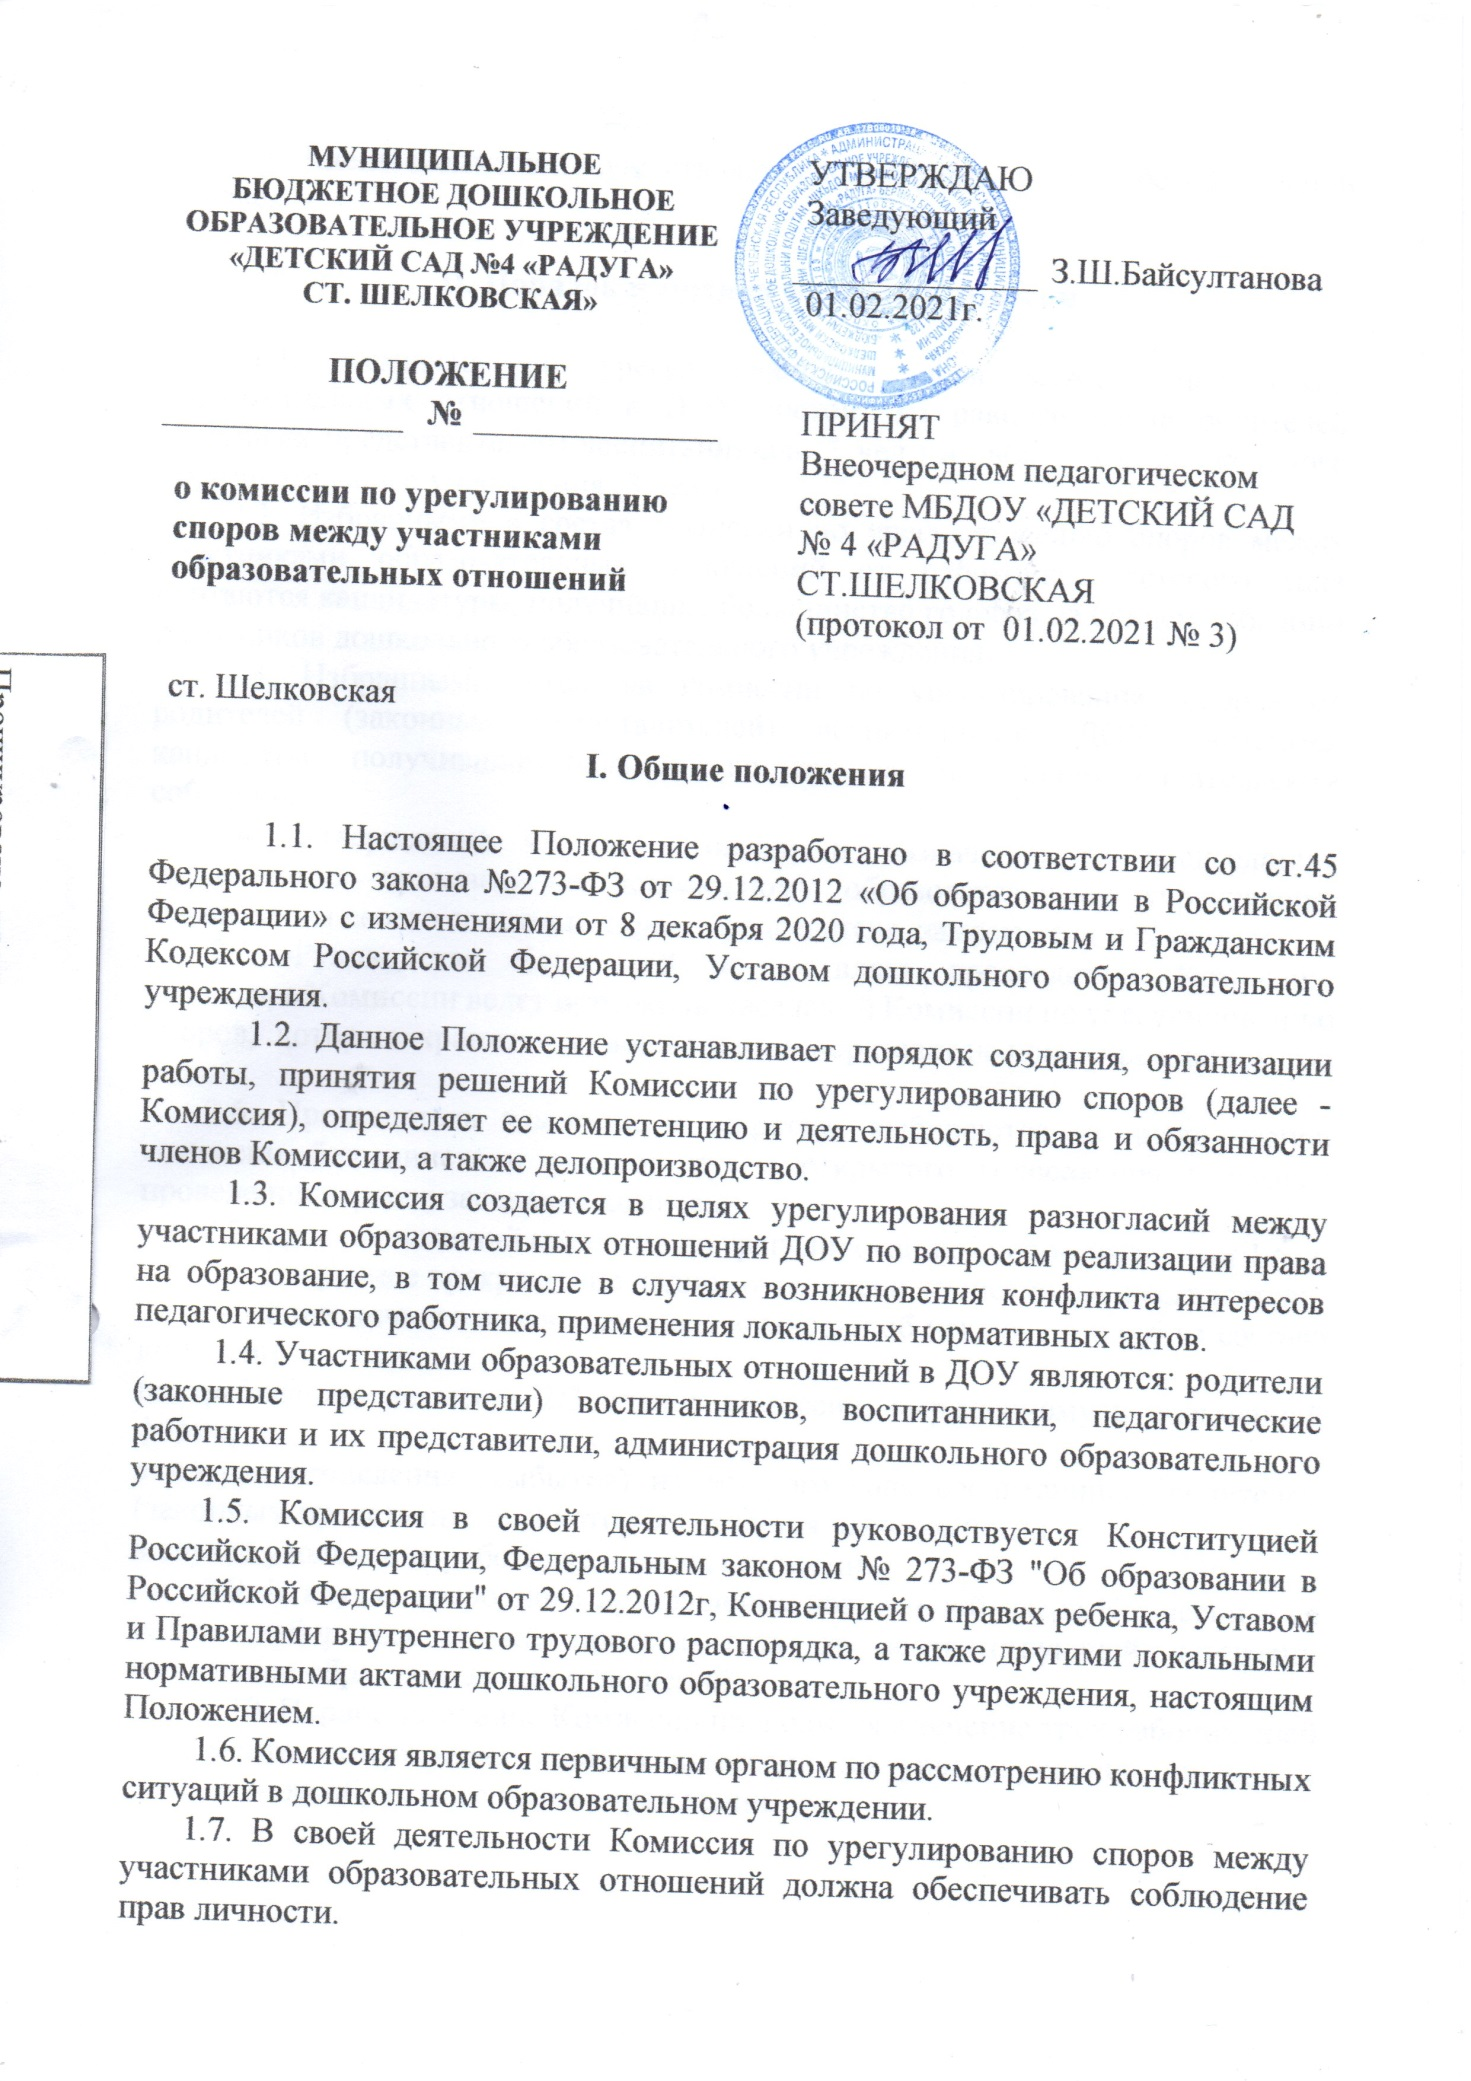 МУНИЦИПАЛЬНОЕ
БЮДЖЕТНОЕ ДОШКОЛЬНОЕ
ОБРАЗОВАТЕЛЬНОЕ УЧРЕЖДЕНИЕ
«ДЕТСКИЙ САД №4 «РАДУГА»
СТ. ШЕЛКОВСКАЯ»
ПОЛОЖЕНИЕ
№
о комиссии по урегулированию
споров между участниками
образовательных отношений
ст. Шелковская
УТВЕРЖДАЮ
Заведующий
З.Ш.Байсултанова
01.02.2021г.
ПРИНЯТ
Внеочередном педагогическом
совете МБДОУ «ДЕТСКИЙ САД
№ 4 «РАДУГА»
СТ.ШЕЛКОВСКАЯ
(протокол от 01.02.2021 № 3)
I. Общие положения
1.1. Настоящее Положение разработано в соответствии со ст.45
Федерального закона №273-ФЗ от 29.12.2012 «Об образовании в Российской
Федерации» с изменениями от 8 декабря 2020 года, Трудовым и Гражданским
Кодексом Российской Федерации, Уставом дошкольного образовательного
учреждения.
1.2. Данное Положение устанавливает порядок создания, организации
работы, принятия решений Комиссии по урегулированию споров (далее -
Комиссия), определяет ее компетенцию и деятельность, права и обязанности
членов Комиссии, а также делопроизводство.
1.3. Комиссия создается в целях урегулирования разногласий между
участниками образовательных отношений ДОУ по вопросам реализации права
на образование, в том числе в случаях возникновения конфликта интересов
педагогического работника, применения локальных нормативных актов.
1.4. Участниками образовательных отношений в ДОУ являются: родители
(законные представители) воспитанников, воспитанники, педагогические
работники и их представители, администрация дошкольного образовательного
учреждения.
1.5. Комиссия в своей деятельности руководствуется Конституцией
Российской Федерации, Федеральным законом № 273-ФЗ "Об образовании в
Российской Федерации" от 29.12.2012г, Конвенцией о правах ребенка, Уставом
и Правилами внутреннего трудового распорядка, а также другими локальными
нормативными актами дошкольного образовательного учреждения, настоящим
Положением.
1.6. Комиссия является первичным органом по рассмотрению конфликтных
ситуаций в дошкольном образовательном учреждении.
1.7. В своей деятельности Комиссия по урегулированию споров между
участниками образовательных отношений должна обеспечивать соблюдение
прав личности.